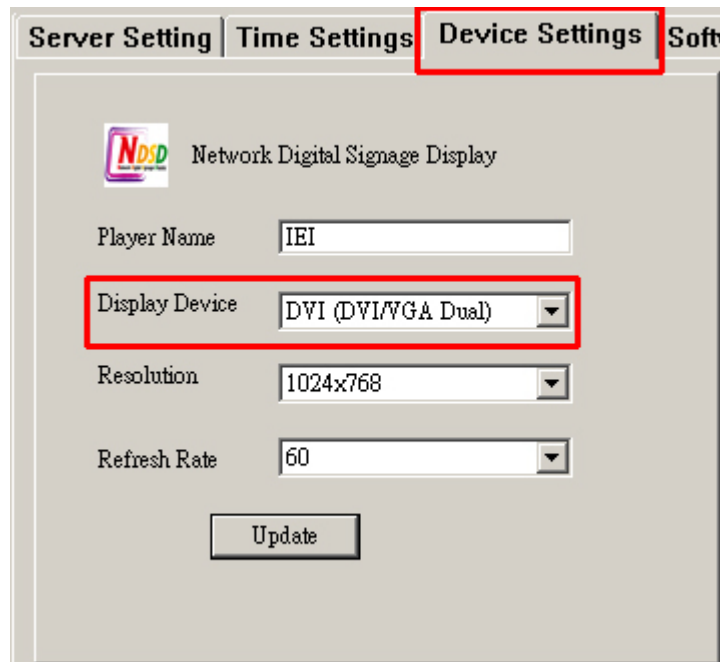 Server Setting Time Settings Device Settings
NDSD Network Digital Signage Display
Player Name IEI
Display Device DVI (DVI/VGA Dual)
Resolution 1024x768
Refresh Rate 60
Update